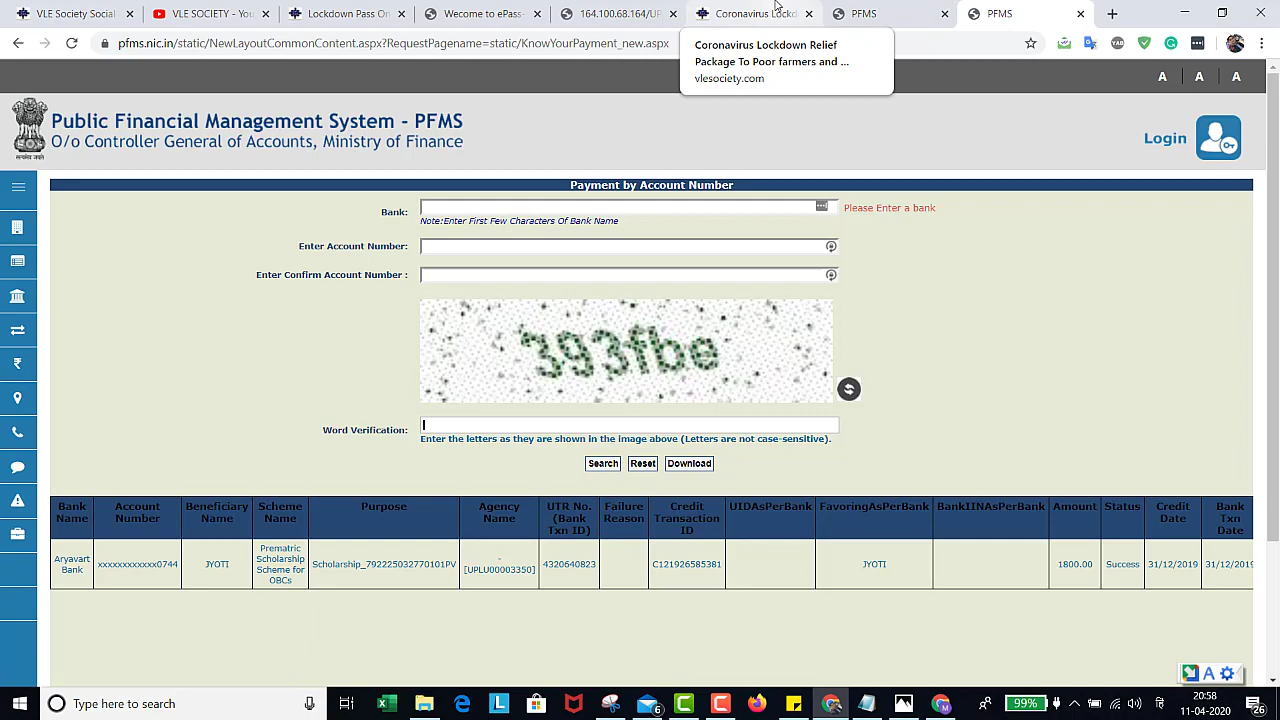 VLE Society Social
VLE SOCIETY - You
Lockdown Pass On
Wecome to ePass-
164.100.68.164/UP
Coronavirus Lockd
PFMS
PFMS
pfms.nic.in/static/NewLayoutCommonContent.aspx?RequestPagename=static/KnowYourPayment_new.aspx
Coronavirus Lockdown Relief
Package To Poor farmers and ...
vlesociety.com
A A A
सत्यमेव जयते
Public Financial Management System - PFMS
O/o Controller General of Accounts, Ministry of Finance
Login
Payment by Account Number
Bank:
Please Enter a bank
Note:Enter First Few Characters Of Bank Name
Enter Account Number:
Enter Confirm Account Number :
393fbe
Word Verification:
Enter the letters as they are shown in the image above (Letters are not case-sensitive).
Search Reset Download
Bank Name Account Number Beneficiary Name Scheme Name Purpose Agency Name UTR No. (Bank Txn ID) Failure Reason Credit Transaction ID UIDAsPerBank FavoringAsPerBank BankIINAsPerBank Amount Status Credit Date Bank Txn Date
Aryavart Bank xxxxxxxxxxxx0744 JYOTI Prematric Scholarship Scheme for OBCs Scholarship_792225032770101PV - [UPLU00003350] 4320640823 C121926585381 JYOTI 1800.00 Success 31/12/2019 31/12/2019
A
Type here to search
6
99%
20:58
11-04-2020
26